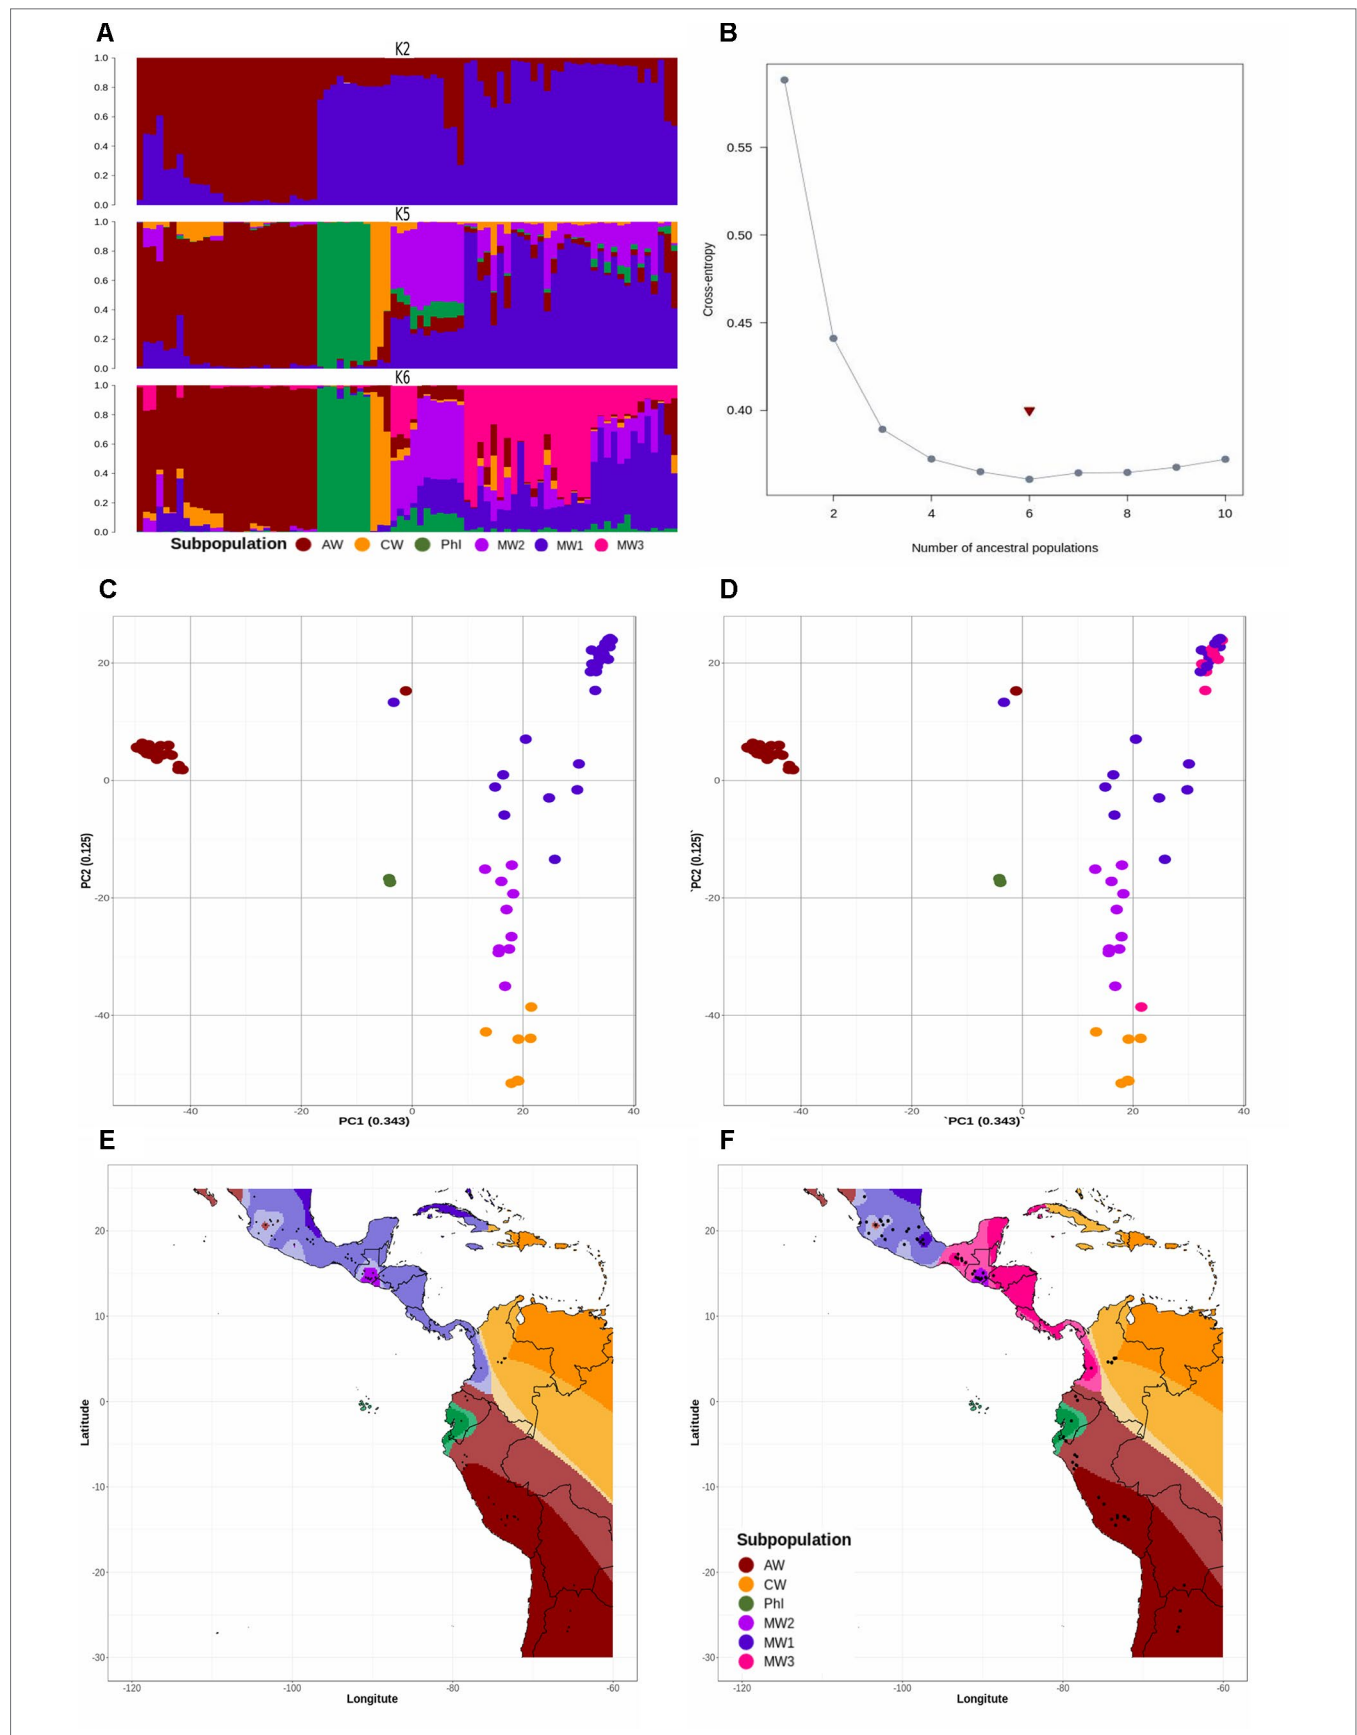 A
B
K2
1.0
0.8
0.6
0.4
0.2
0.0
K5
1.0
0.8
0.6
0.4
0.2
0.0
K6
1.0
0.8
0.6
0.4
0.2
0.0
Subpopulation AW CW PhI MW2 MW1 MW3
Cross-entropy
0.55
0.50
0.45
0.40
2 4 6 8 10
Number of ancestral populations
C
D
PC2 (0.125)
20
0
-20
-40
-40 -20 0 20 40
PC1 (0.343)
`PC2 (0.125)`
20
0
-20
-40
-40 -20 0 20 40
`PC1 (0.343)`
E
F
Latitude
20
10
0
-10
-20
-30
-120 -100 -80 -60
Longitute
Latitude
20
10
0
-10
-20
-30
Subpopulation
AW
CW
PhI
MW2
MW1
MW3
-120 -100 -80 -60
Longitute